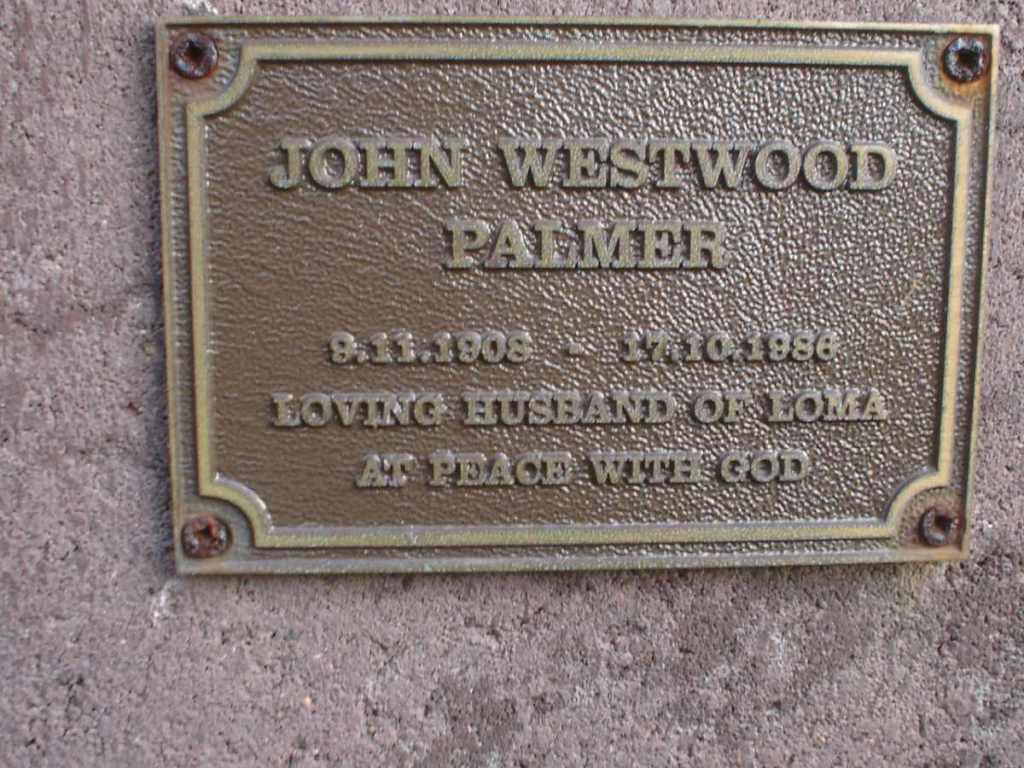 JOHN WESTWOOD
PALMER
9.11.1908 - 17.10.1986
LOVING HUSBAND OF LOMA
AT PEACE WITH GOD